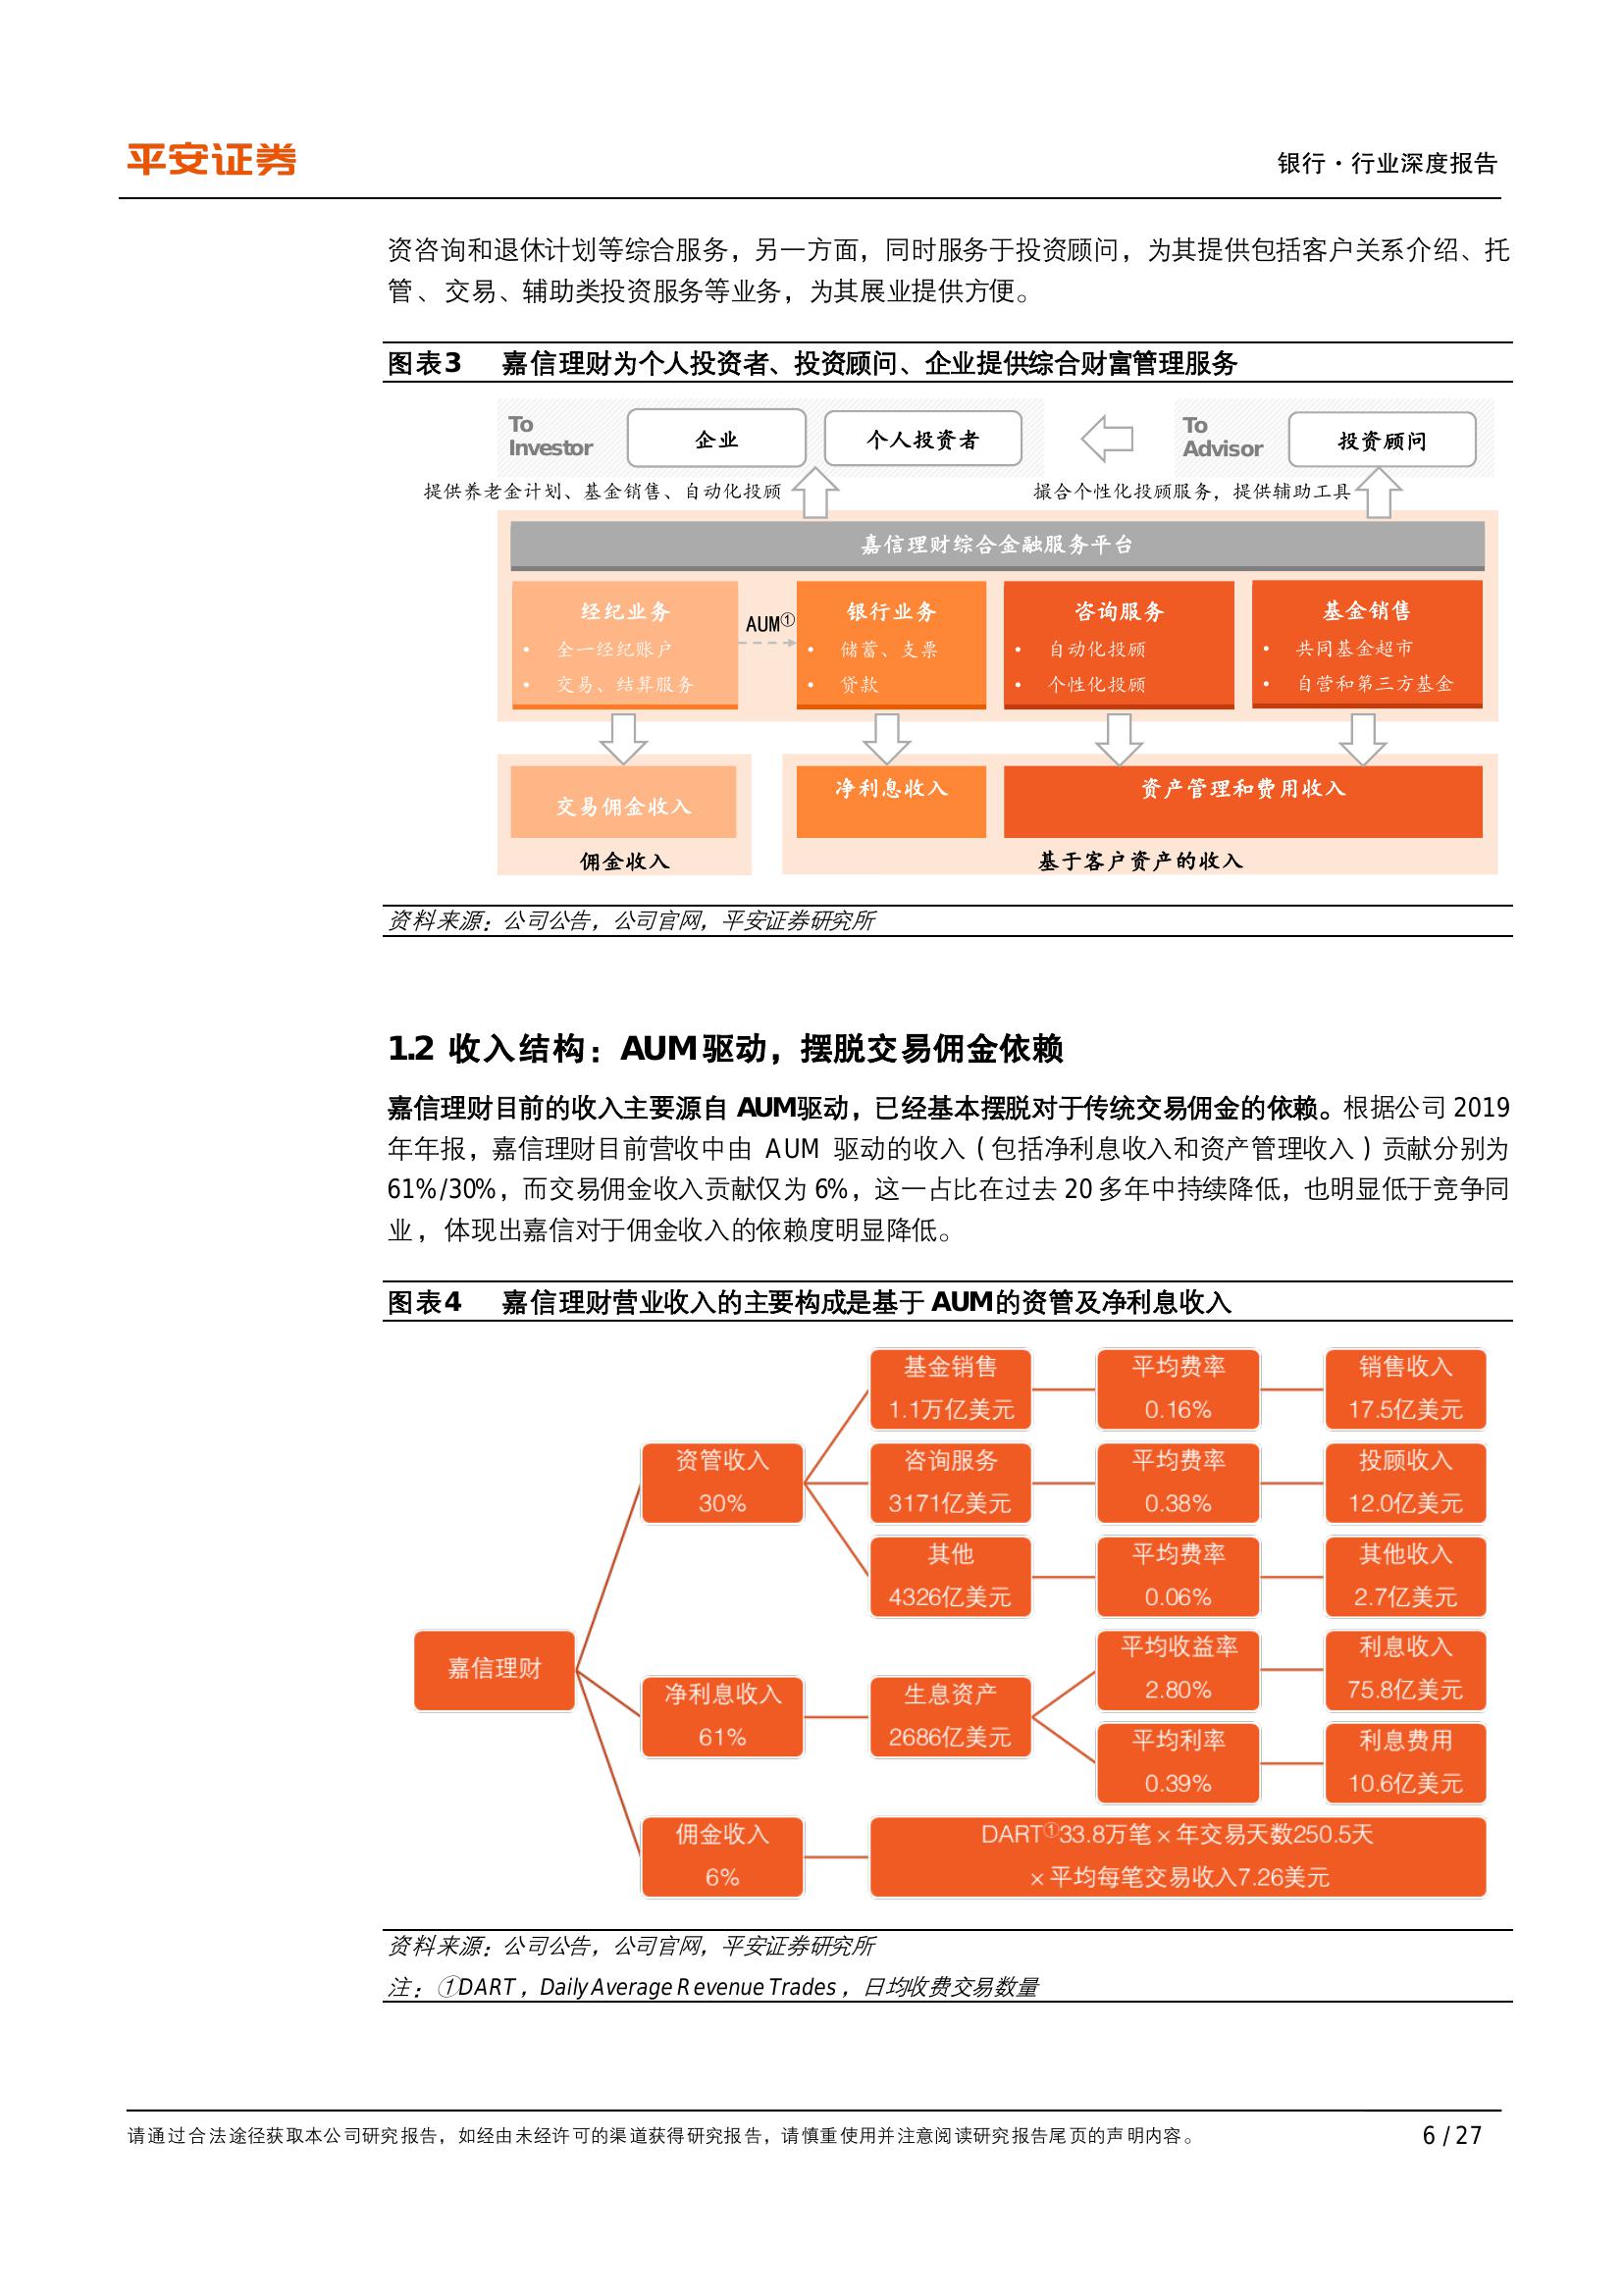 平安证券
银行·行业深度报告
资咨询和退休计划等综合服务，另一方面，同时服务于投资顾问，为其提供包括客户关系介绍、托
管、交易、辅助类投资服务等业务，为其展业提供方便。
图表3 嘉信理财为个人投资者、投资顾问、企业提供综合财富管理服务
To
Investor
企业
个人投资者
To
Advisor
投资顾问
提供养老金计划、基金销售、自动化投顾
撮合个性化投顾服务，提供辅助工具
嘉信理财综合金融服务平台
经纪业务
• 全一经纪账户
• 交易、结算服务
AUM①
银行业务
• 储蓄、支票
• 贷款
咨询服务
• 自动化投顾
• 个性化投顾
基金销售
• 共同基金超市
• 自营和第三方基金
交易佣金收入
净利息收入
资产管理和费用收入
佣金收入
基于客户资产的收入
资料来源：公司公告，公司官网，平安证券研究所
1.2 收入结构：AUM驱动，摆脱交易佣金依赖
嘉信理财目前的收入主要源自 AUM驱动，已经基本摆脱对于传统交易佣金的依赖。根据公司 2019
年年报，嘉信理财目前营收中由 AUM 驱动的收入（包括净利息收入和资产管理收入）贡献分别为
61%/30%，而交易佣金收入贡献仅为 6%，这一占比在过去 20 多年中持续降低，也明显低于竞争同
业，体现出嘉信对于佣金收入的依赖度明显降低。
图表4 嘉信理财营业收入的主要构成是基于 AUM的资管及净利息收入
基金销售
1.1万亿美元
平均费率
0.16%
销售收入
17.5亿美元
资管收入
30%
咨询服务
3171亿美元
平均费率
0.38%
投顾收入
12.0亿美元
其他
4326亿美元
平均费率
0.06%
其他收入
2.7亿美元
嘉信理财
净利息收入
61%
生息资产
2686亿美元
平均收益率
2.80%
利息收入
75.8亿美元
平均利率
0.39%
利息费用
10.6亿美元
佣金收入
6%
DART①33.8万笔 × 年交易天数250.5天
× 平均每笔交易收入7.26美元
资料来源：公司公告，公司官网，平安证券研究所
注：①DART，Daily Average Revenue Trades，日均收费交易数量
请通过合法途径获取本公司研究报告，如经由未经许可的渠道获得研究报告，请慎重使用并注意阅读研究报告尾页的声明内容。
6 / 27